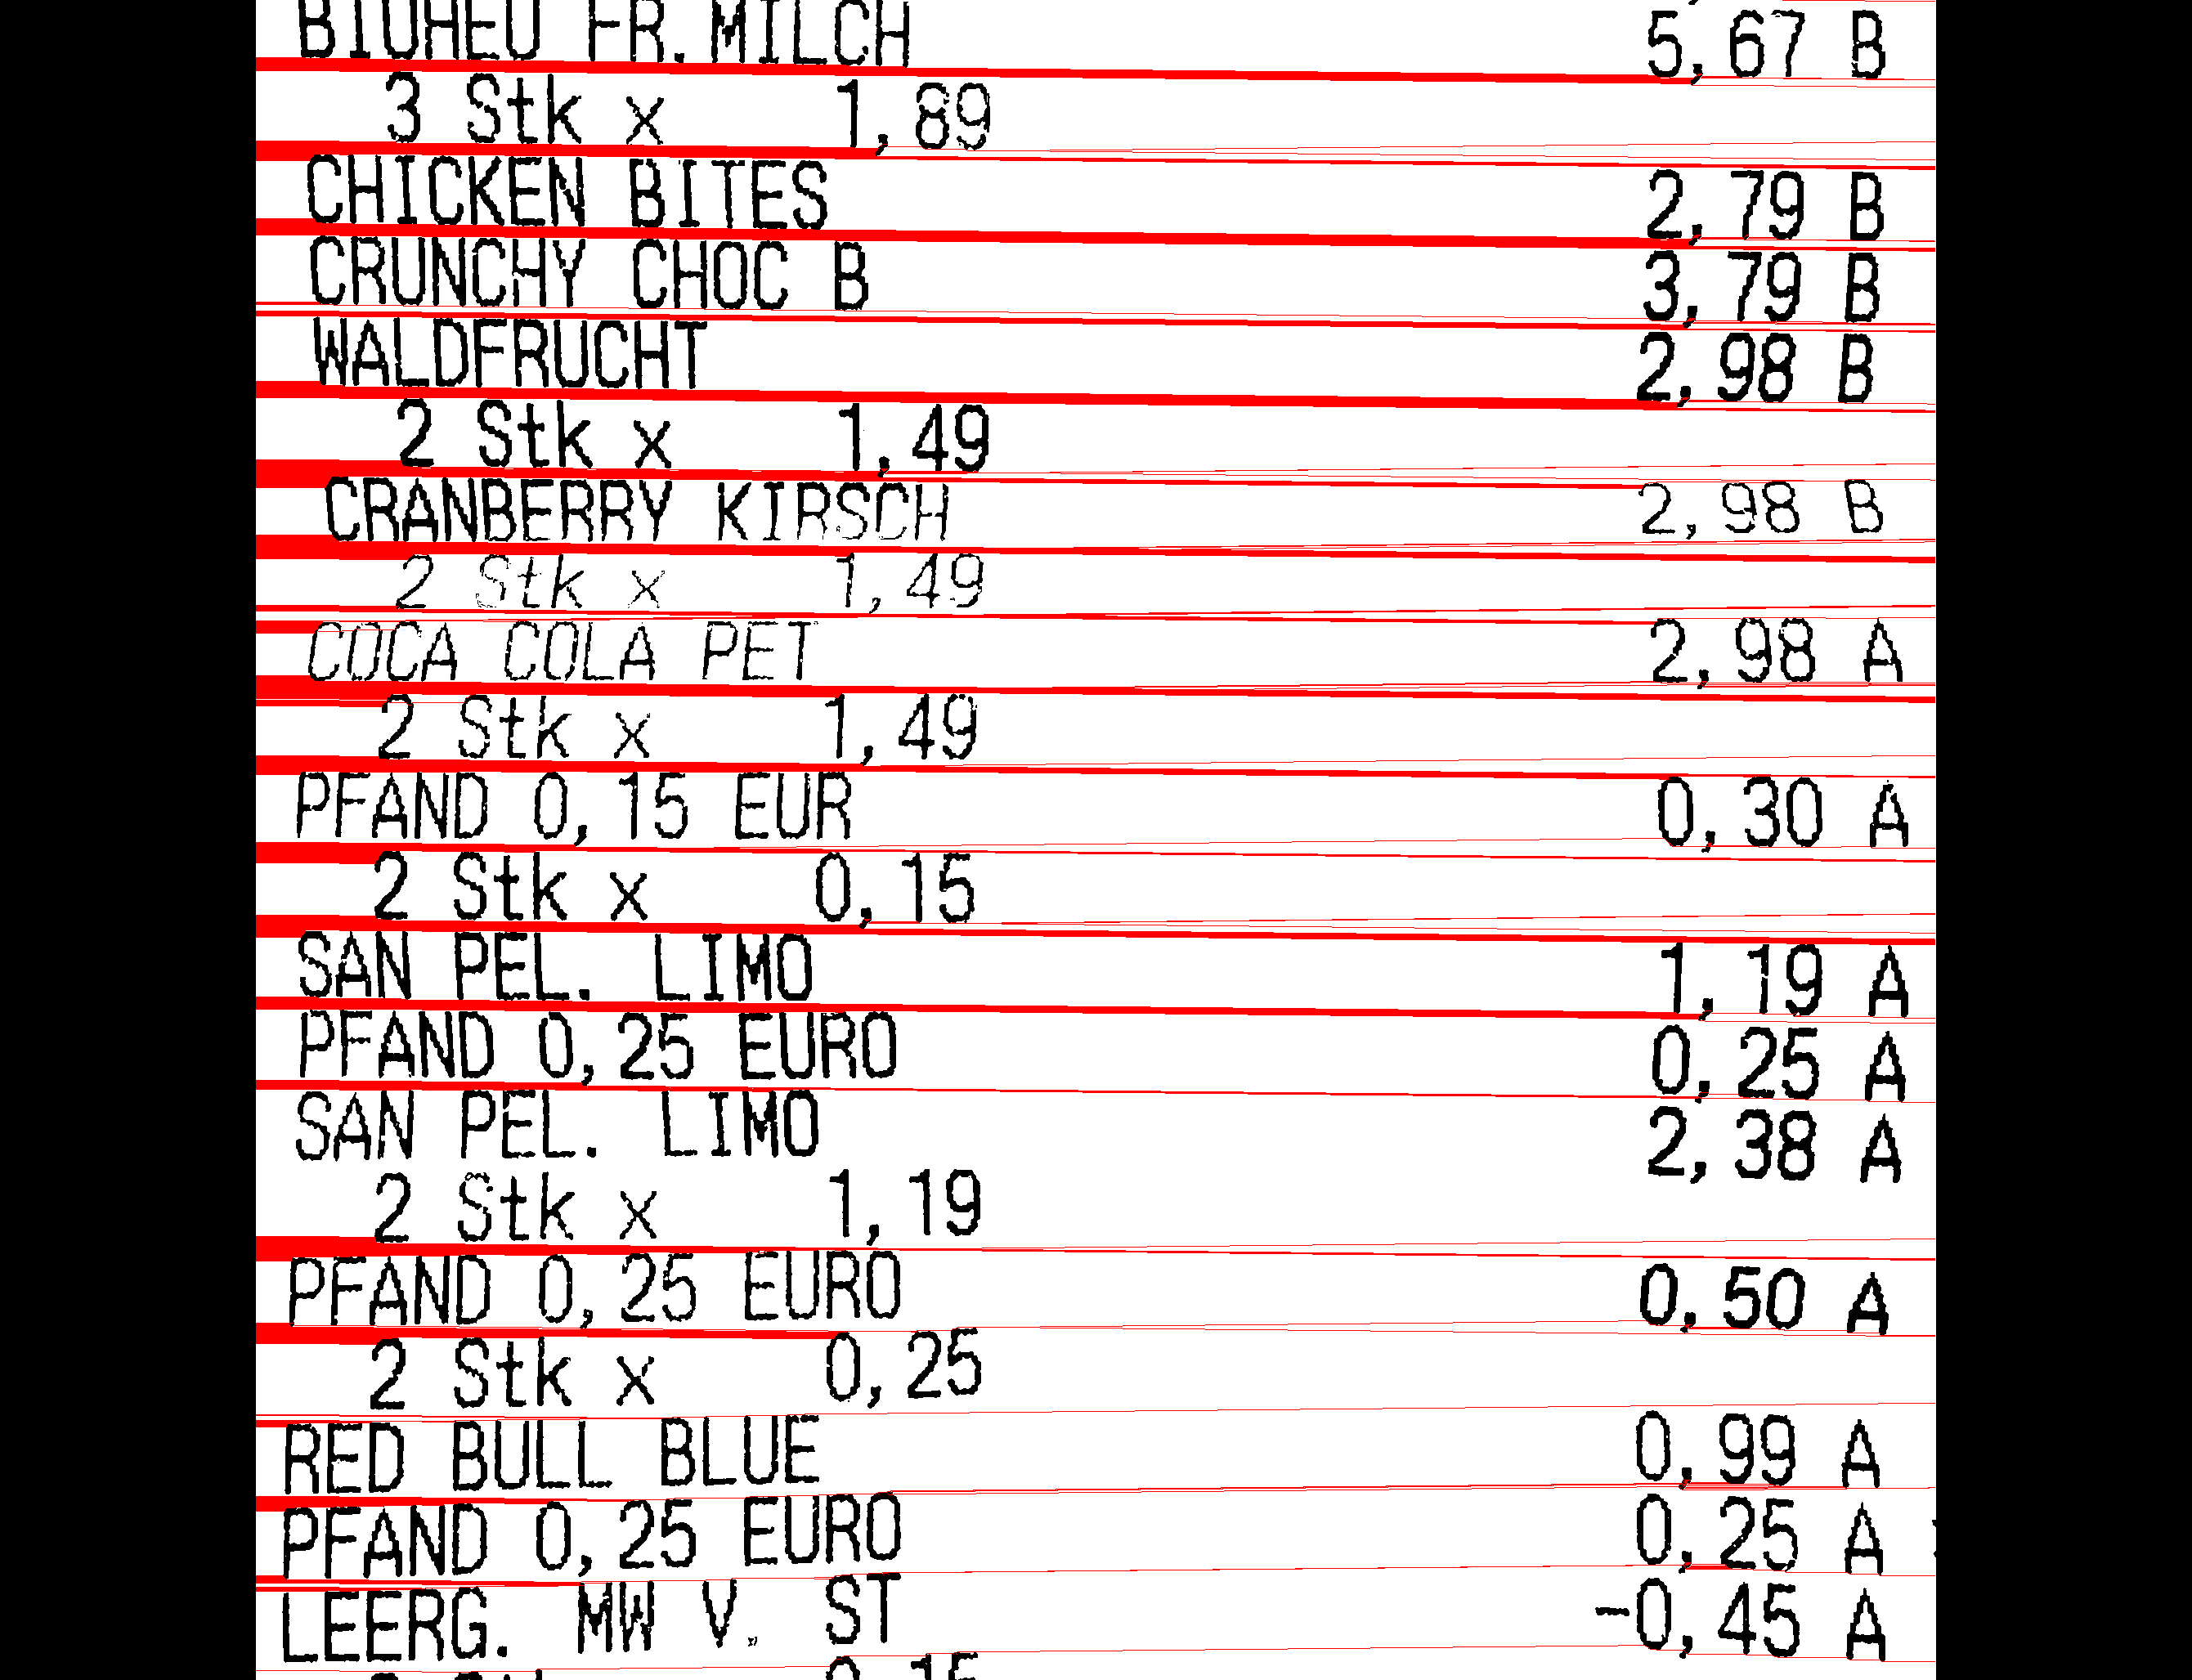 BIOHEU FR.MILCH 5,67 B
3 Stk x 1,89
CHICKEN BITES 2,79 B
CRUNCHY CHOC B 3,79 B
WALDFRUCHT 2,98 B
2 Stk x 1,49
CRANBERRY KIRSCH 2,98 B
2 Stk x 1,49
COCA COLA PET 2,98 A
2 Stk x 1,49
PFAND 0,15 EUR 0,30 A
2 Stk x 0,15
SAN PEL. LIMO 1,19 A
PFAND 0,25 EURO 0,25 A
SAN PEL. LIMO 2,38 A
2 Stk x 1,19
PFAND 0,25 EURO 0,50 A
2 Stk x 0,25
RED BULL BLUE 0,99 A
PFAND 0,25 EURO 0,25 A
LEERG. MW V. ST -0,45 A